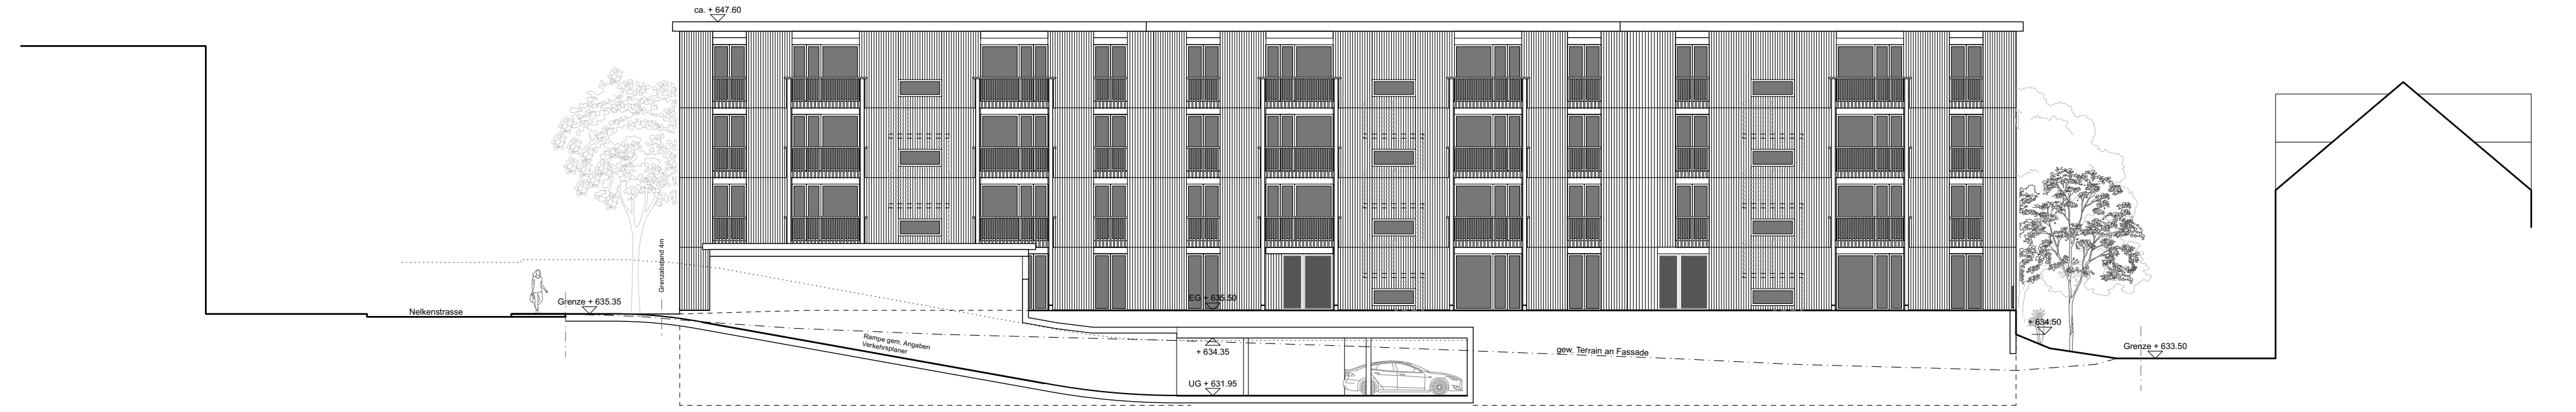 ca. + 647.60
Grenzabstand 4m
Grenze + 635.35
Nelkenstrasse
EG + 635.50
Rampe gem. Angaben
Verkehrsplaner
+ 634.35
UG + 631.95
gew. Terrain an Fassade
+ 634.50
Grenze + 633.50